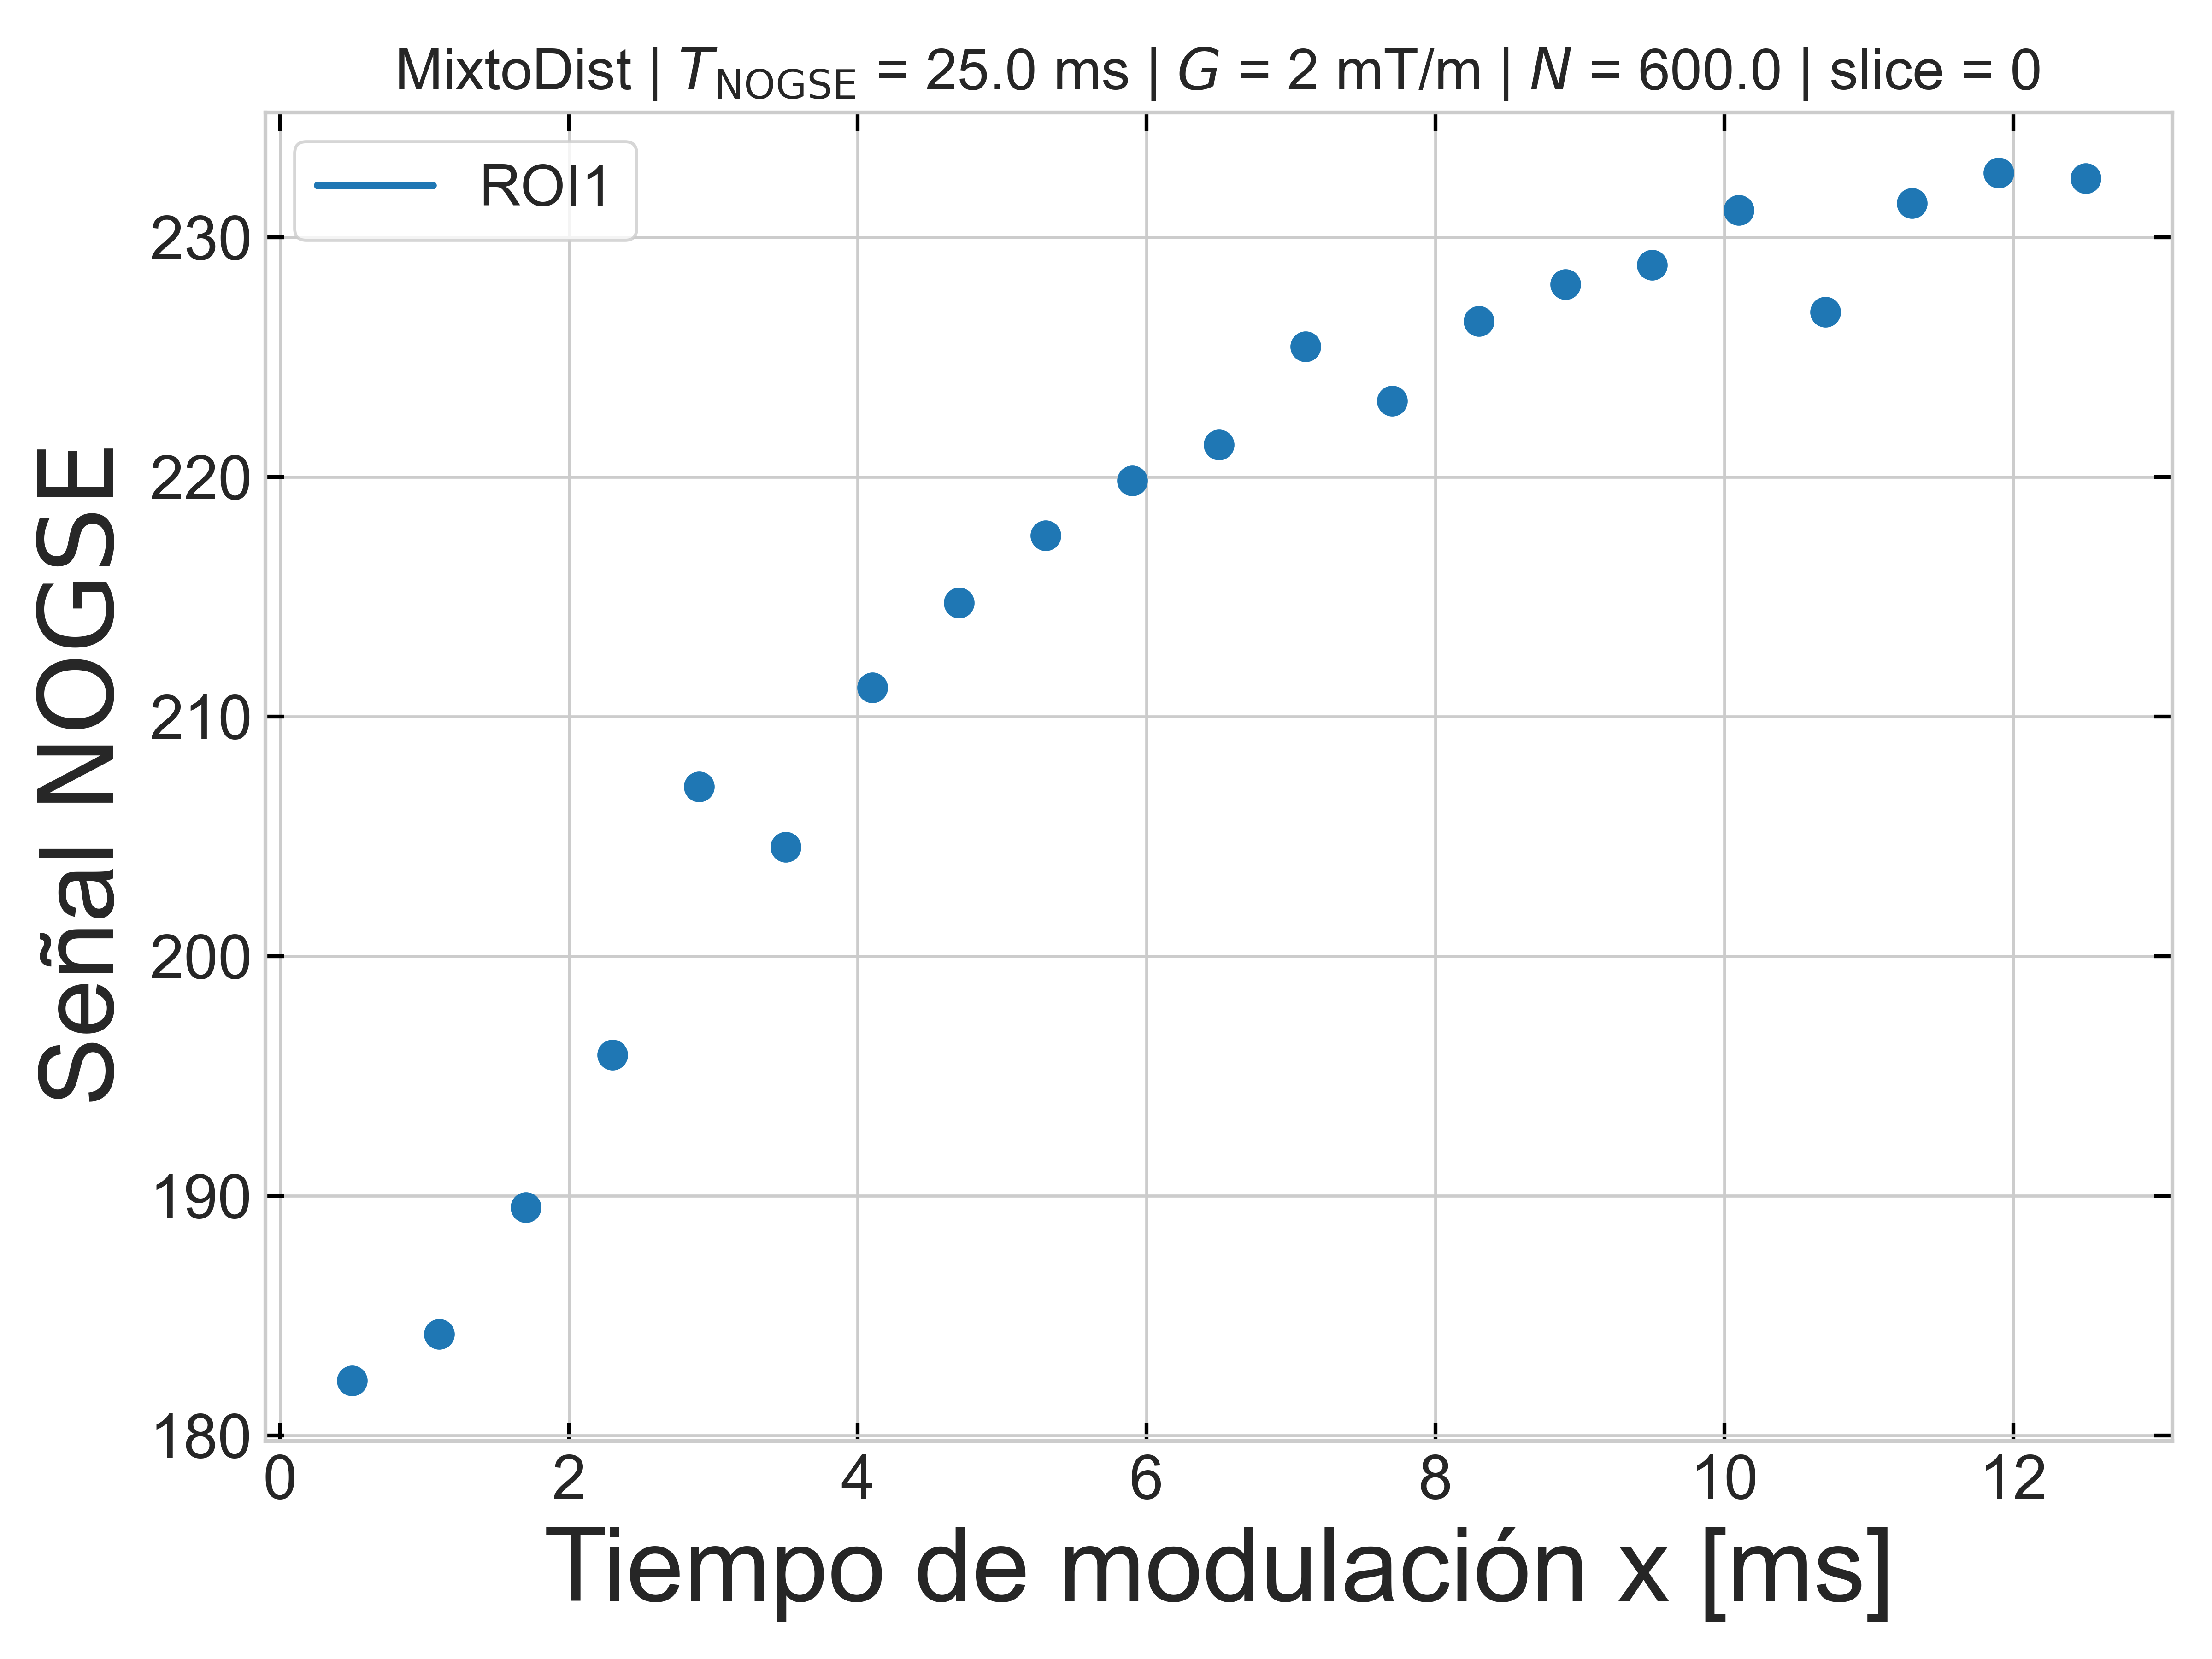 MixtoDist | T_NOGSE = 25.0 ms | G = 2 mT/m | N = 600.0 | slice = 0
ROI1
230
220
210
200
190
180
Señal NOGSE
0 2 4 6 8 10 12
Tiempo de modulación x [ms]